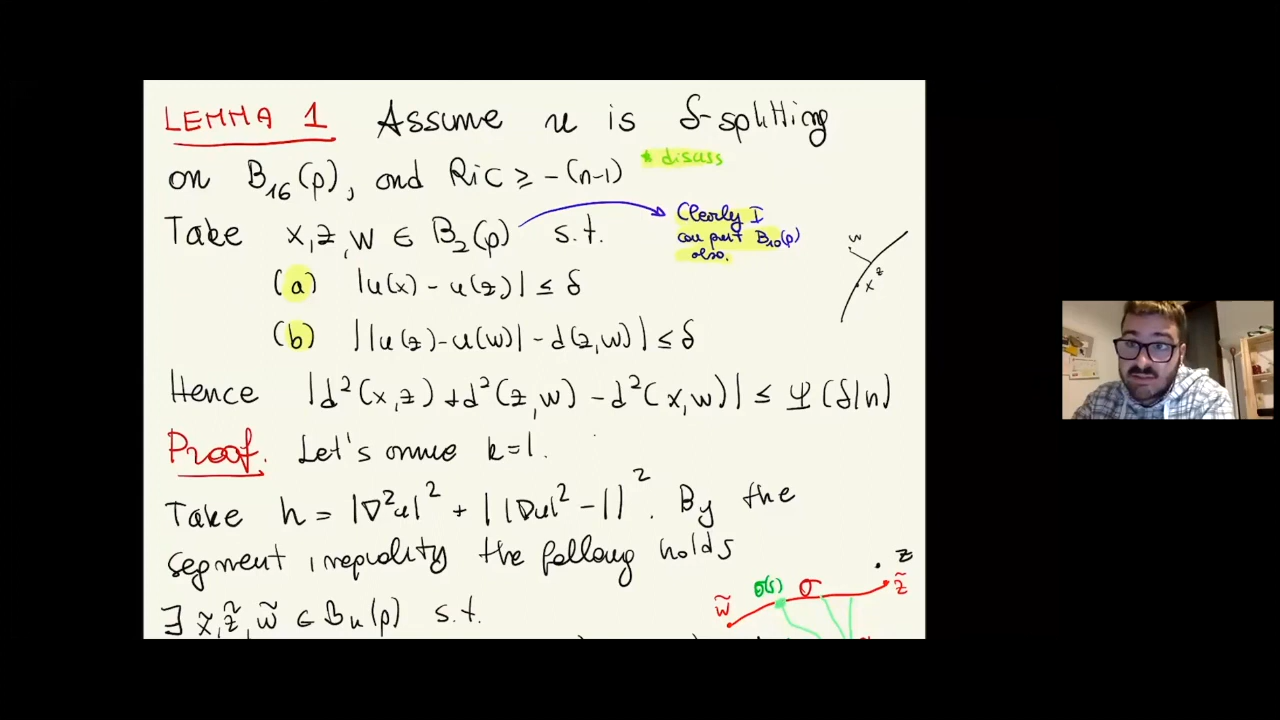 LEMMA 1 Assume u is δ-splitting
on B₁₆(p), and Ric ≥ -(n-1) * discuss
Take x,z,w ∈ B₂(p) s.t.
Clearly I
can put B₁₀(p)
also.
w
z
x
(a) |u(x) - u(z)| ≤ δ
(b) ||u(z)-u(w)| - d(z,w)| ≤ δ
Hence |d²(x,z) + d²(z,w) - d²(x,w)| ≤ Ψ(δ|n)
Proof. Let's k=1.
Take h = |∇²u|² + ||∇u|² - 1|². By the
segment inequality the holds
∃ x̃,z̃,w̃ ∈ B₄(p) s.t.
z
σ(s) σ z̃
w̃